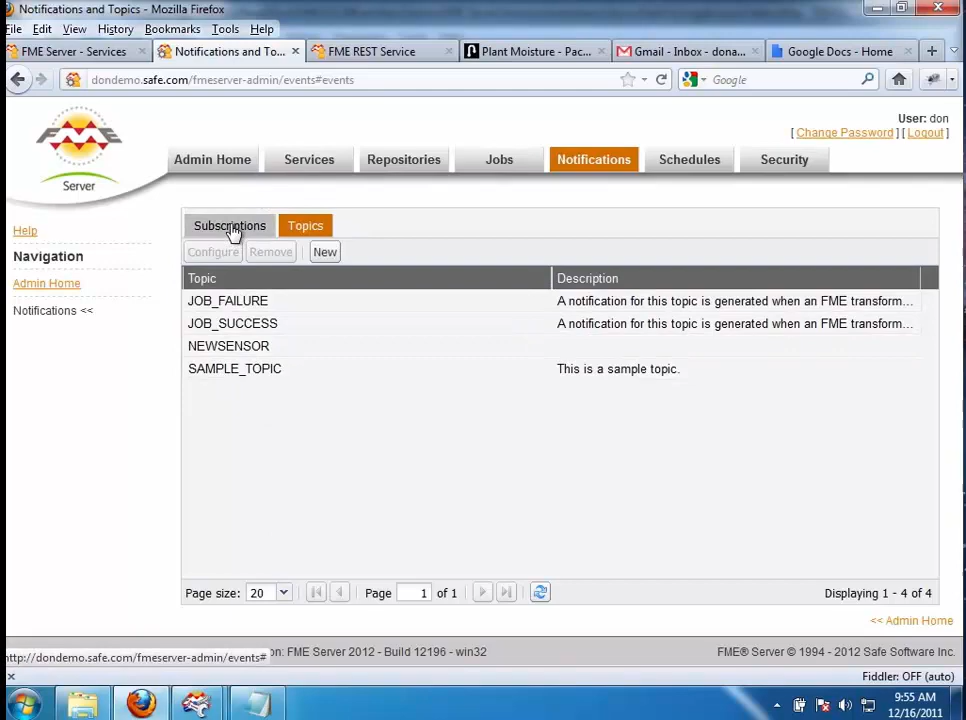 Notifications and Topics - Mozilla Firefox
File Edit View History Bookmarks Tools Help
FME Server - Services × Notifications and To... × FME REST Service × Plant Moisture - Pac... × Gmail - Inbox - dona... × Google Docs - Home × +
dondemo.safe.com/fmeserver-admin/events#events Google
User: don
[ Change Password ] [ Logout ]
FME
Server
Admin Home Services Repositories Jobs Notifications Schedules Security
Help
Navigation
Admin Home
Notifications <<
Subscriptions Topics
Configure Remove New
Topic Description
JOB_FAILURE A notification for this topic is generated when an FME transform...
JOB_SUCCESS A notification for this topic is generated when an FME transform...
NEWSENSOR
SAMPLE_TOPIC This is a sample topic.
Page size: 20 Page 1 of 1 Displaying 1 - 4 of 4
<< Admin Home
http://dondemo.safe.com/fmeserver-admin/events# on: FME Server 2012 - Build 12196 - win32 FME® Server © 1994 - 2012 Safe Software Inc.
× Fiddler: OFF (auto)
9:55 AM
12/16/2011